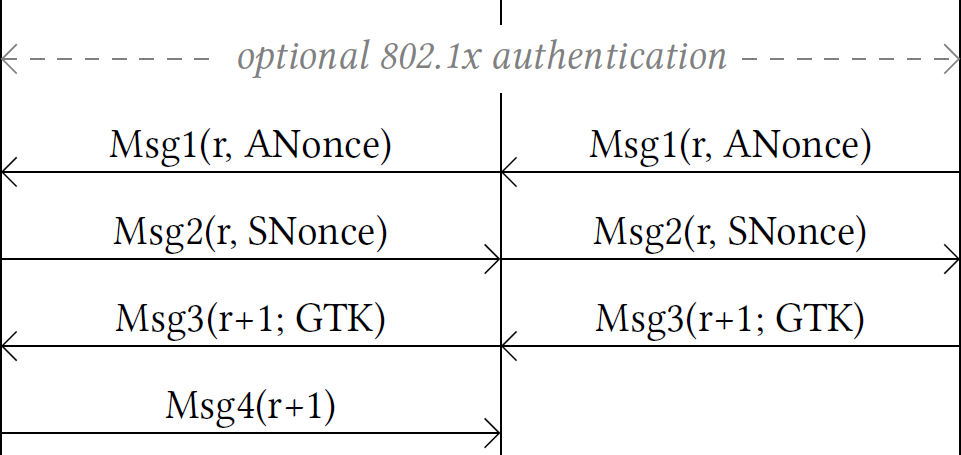 optional 802.1x authentication
Msg1(r, ANonce) Msg1(r, ANonce)
Msg2(r, SNonce) Msg2(r, SNonce)
Msg3(r+1; GTK) Msg3(r+1; GTK)
Msg4(r+1)